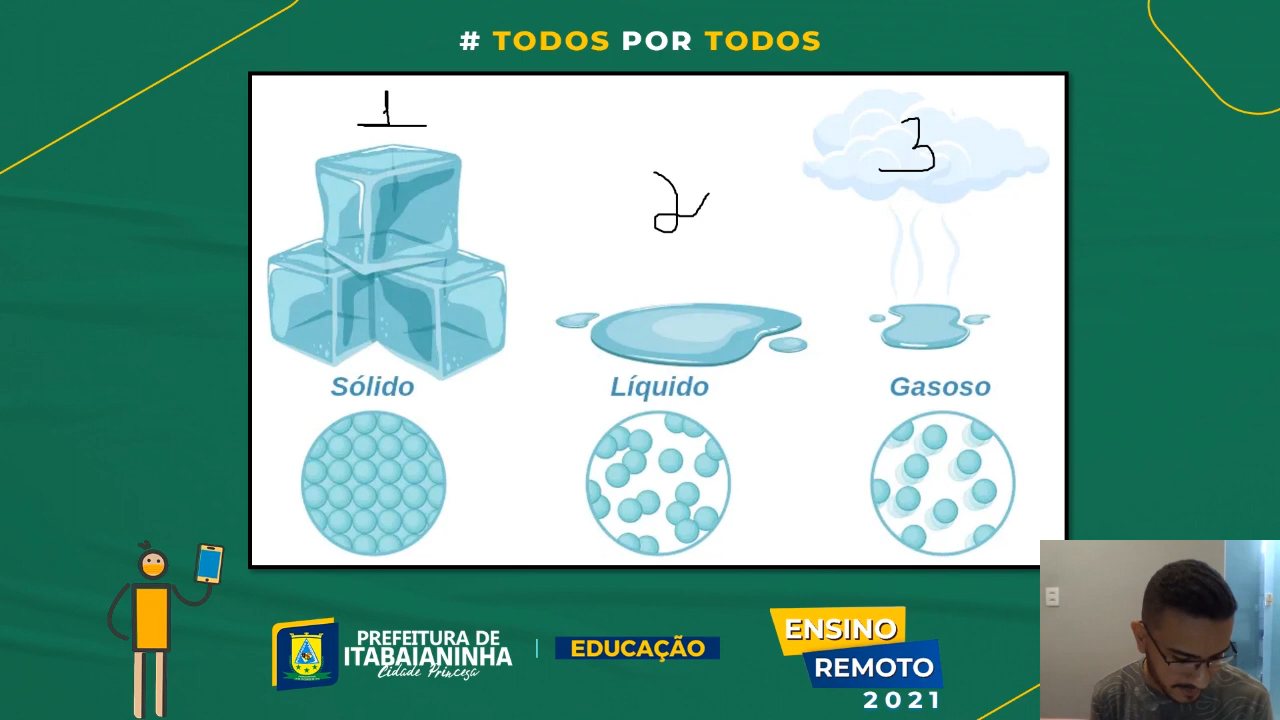 # TODOS POR TODOS
1
2
3
Sólido
Líquido
Gasoso
PREFEITURA DE
ITABAIANINHA
Cidade Princesa
EDUCAÇÃO
ENSINO
REMOTO
2021